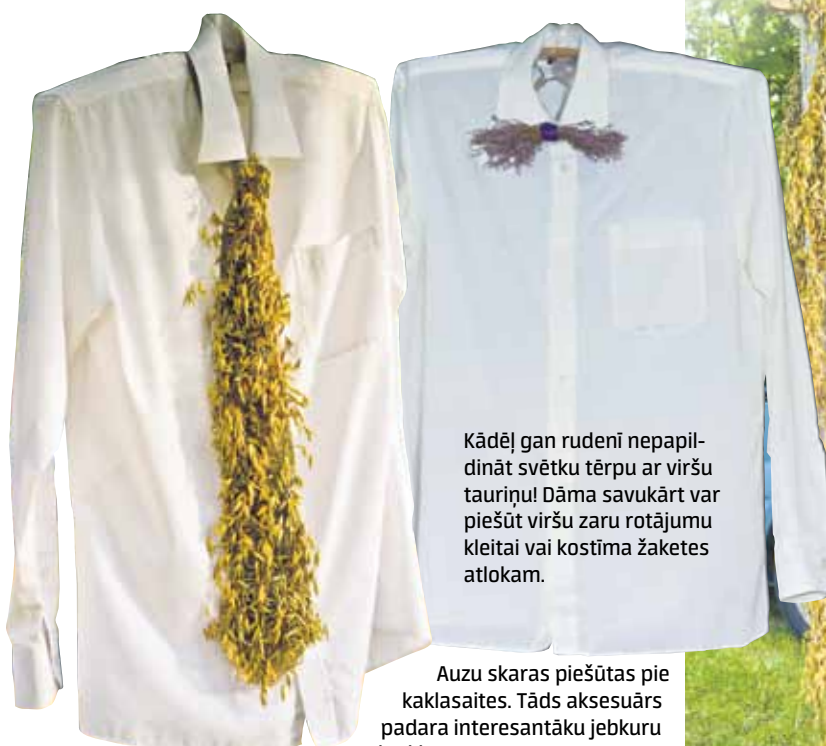 Kādēļ gan rudenī nepapil-
dināt svētku tērpu ar viršu
tauriņu! Dāma savukārt var
piešūt viršu zaru rotājumu
kleitai vai kostīma žaketes
atlokam.
Auzu skaras piešūtas pie
kaklasaites. Tāds aksesuārs
padara interesantāku jebkuru